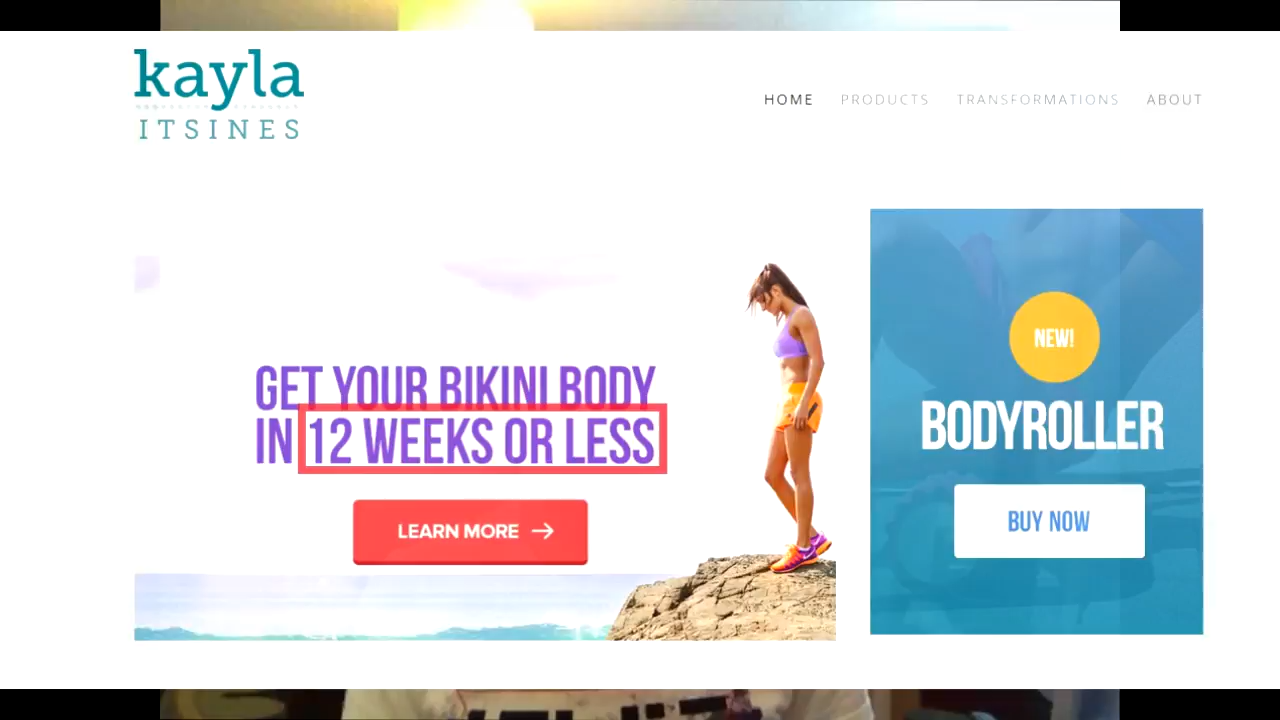 kayla
ITSINES
HOME PRODUCTS TRANSFORMATIONS ABOUT
GET YOUR BIKINI BODY
IN 12 WEEKS OR LESS
LEARN MORE →
NEW!
BODYROLLER
BUY NOW